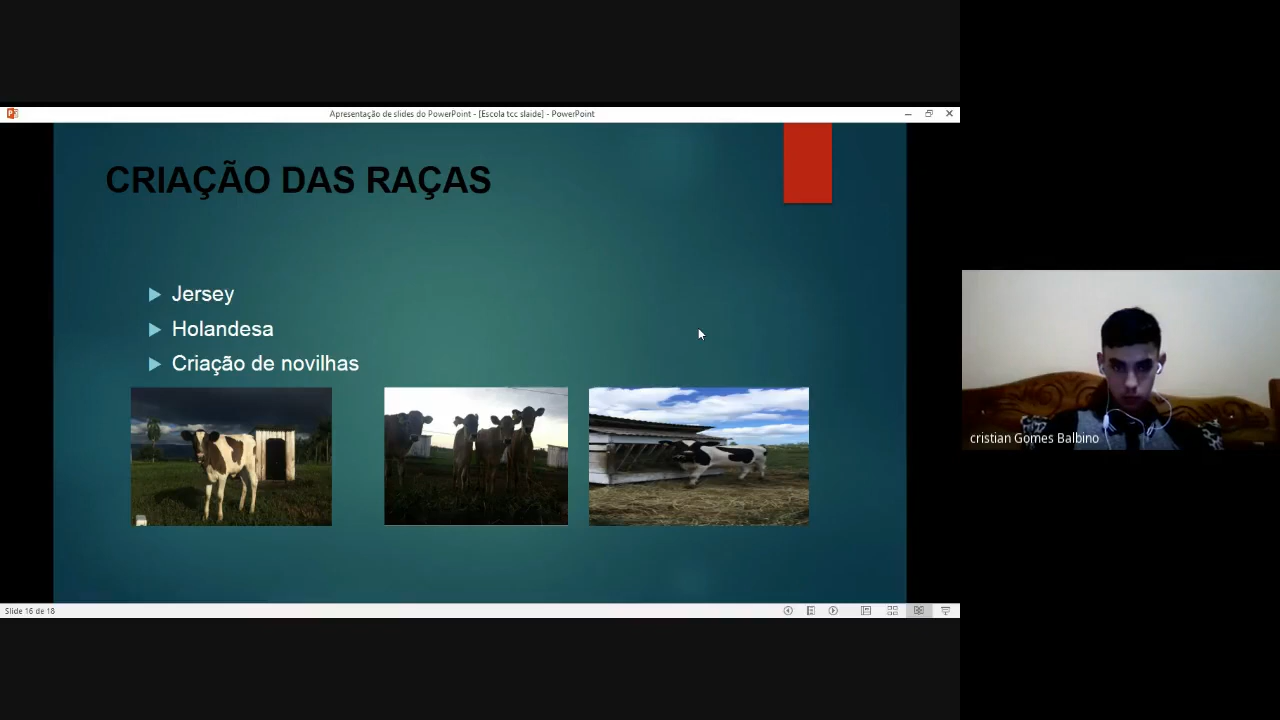 Apresentação de slides do PowerPoint - [Escola tcc slaide] - PowerPoint
CRIAÇÃO DAS RAÇAS
Jersey
Holandesa
Criação de novilhas
cristian Gomes Balbino
Slide 16 de 18